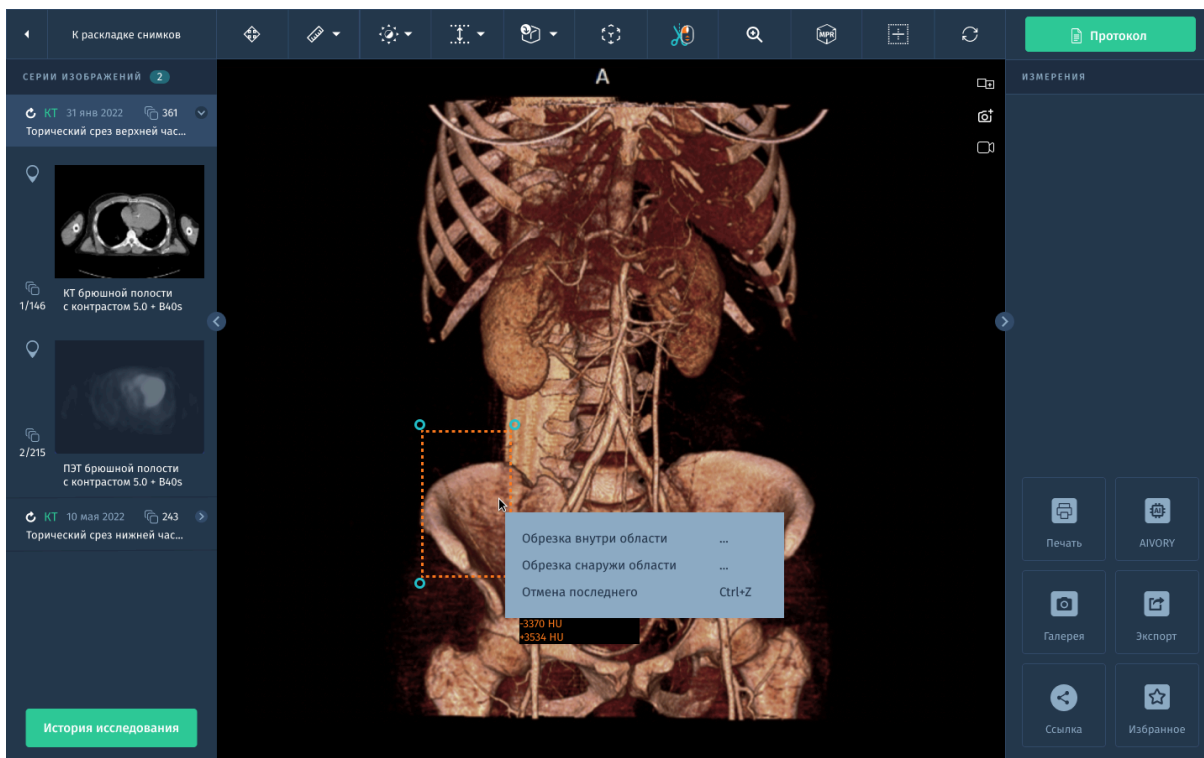 К раскладке снимков
MPR
Протокол
СЕРИИ ИЗОБРАЖЕНИЙ 2
ИЗМЕРЕНИЯ
A
КТ 31 янв 2022 361
Торический срез верхней час...
1/146
КТ брюшной полости
с контрастом 5.0 + B40s
2/215
ПЭТ брюшной полости
с контрастом 5.0 + B40s
КТ 10 мая 2022 243
Торический срез нижней час...
История исследования
Обрезка внутри области ...
Обрезка снаружи области ...
Отмена последнего Ctrl+Z
-3370 HU
+3534 HU
Печать
AI
AIVORY
Галерея
Экспорт
Ссылка
Избранное